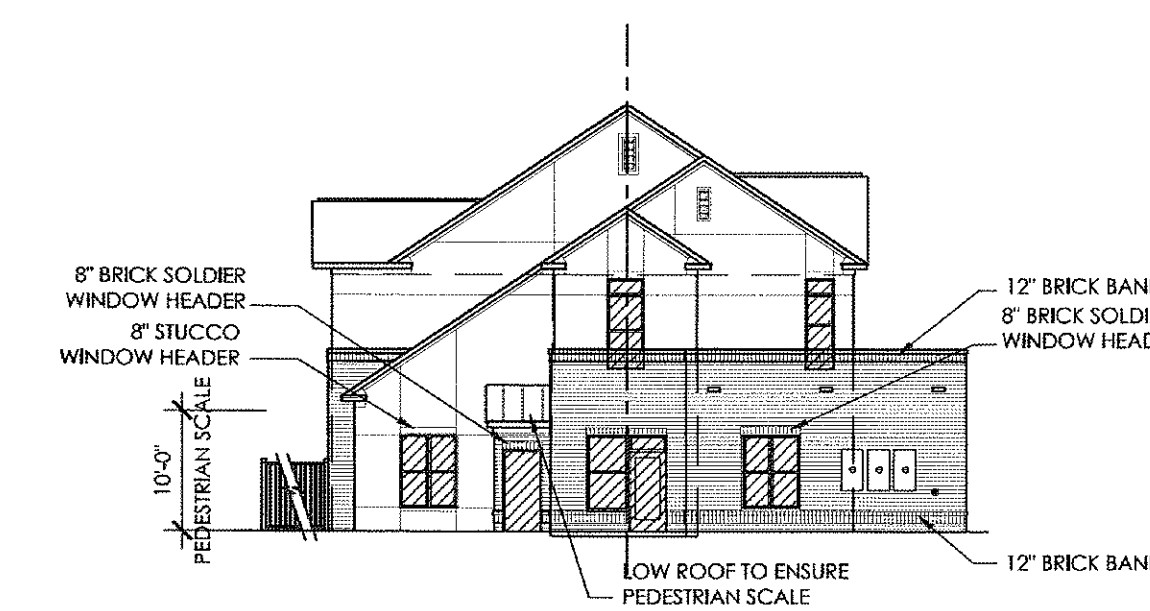 8" BRICK SOLDIER
WINDOW HEADER
8" STUCCO
WINDOW HEADER
10'-0"
PEDESTRIAN SCALE
12" BRICK BAN
8" BRICK SOLDI
WINDOW HEAD
12" BRICK BAN
LOW ROOF TO ENSURE
PEDESTRIAN SCALE